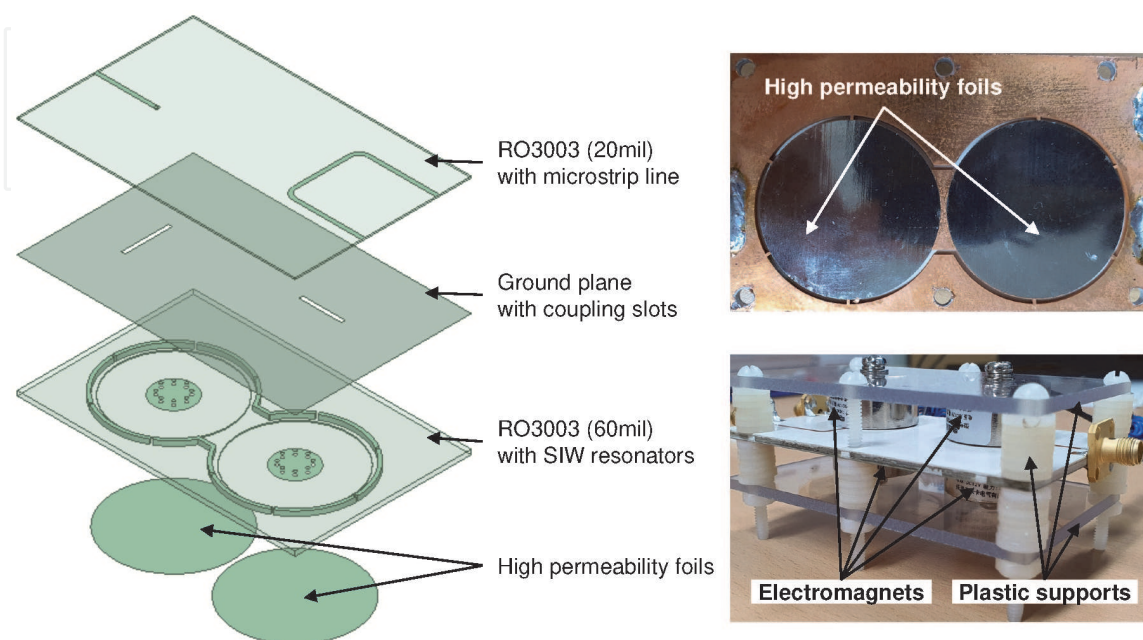 RO3003 (20mil)
with microstrip line
Ground plane
with coupling slots
RO3003 (60mil)
with SIW resonators
High permeability foils
High permeability foils
Electromagnets
Plastic supports